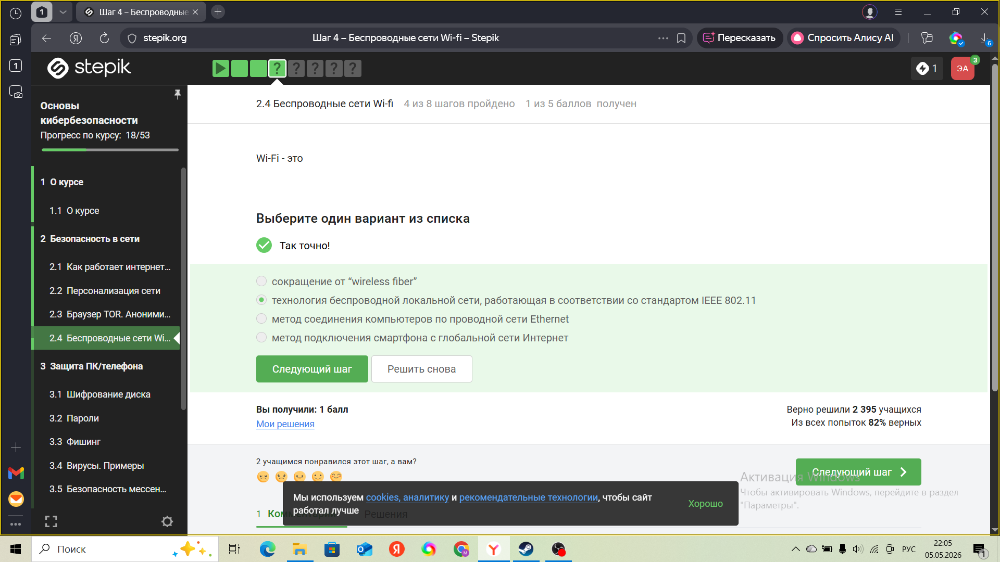 1
Шаг 4 – Беспроводные
stepik.org
Шаг 4 – Беспроводные сети Wi-fi – Stepik
Пересказать
Спросить Алису AI
6
1
stepik
? ? ? ? ?
1
ЭА
3
Основы
кибербезопасности
Прогресс по курсу: 18/53
1 О курсе
1.1 О курсе
2 Безопасность в сети
2.1 Как работает интернет...
2.2 Персонализация сети
2.3 Браузер TOR. Аноними...
2.4 Беспроводные сети Wi...
3 Защита ПК/телефона
3.1 Шифрование диска
3.2 Пароли
3.3 Фишинг
3.4 Вирусы. Примеры
3.5 Безопасность мессен...
2.4 Беспроводные сети Wi-fi 4 из 8 шагов пройдено 1 из 5 баллов получен
Wi-Fi - это
Выберите один вариант из списка
Так точно!
сокращение от “wireless fiber”
технология беспроводной локальной сети, работающая в соответствии со стандартом IEEE 802.11
метод соединения компьютеров по проводной сети Ethernet
метод подключения смартфона с глобальной сети Интернет
Следующий шаг
Решить снова
Вы получили: 1 балл
Мои решения
Верно решили 2 395 учащихся
Из всех попыток 82% верных
2 учащимся понравился этот шаг, а вам?
Следующий шаг
Активация Windows
Чтобы активировать Windows, перейдите в раздел
"Параметры".
Мы используем cookies, аналитику и рекомендательные технологии, чтобы сайт
работал лучше
Хорошо
1 Комментарий
Решения
Поиск
РУС
22:05
05.05.2026
1